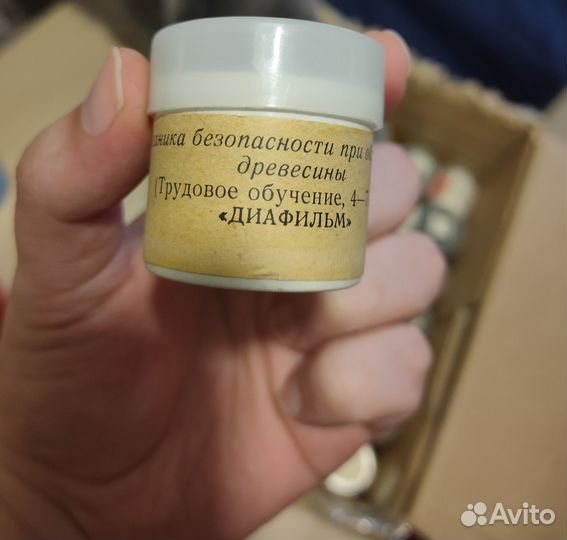 безопасности при
древесины
(Трудовое обучение, 4—
«ДИАФИЛЬМ»
Avito